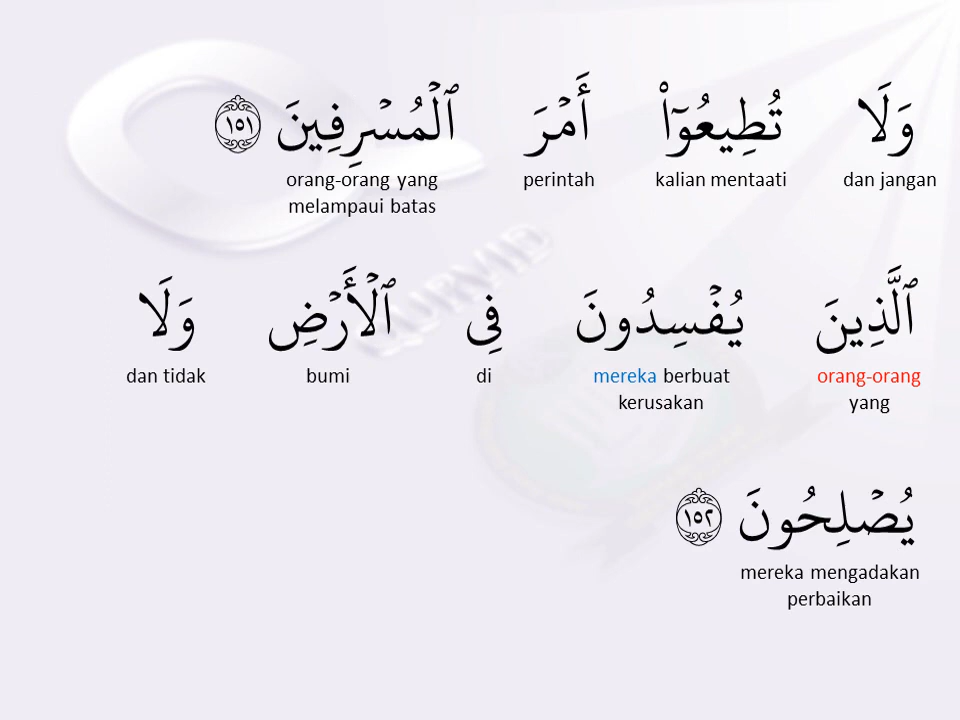 وَلَا تُطِيعُوٓا۟ أَمْرَ ٱلْمُسْرِفِينَ ١٥١
dan jangan kalian mentaati perintah orang-orang yang
melampaui batas
ٱلَّذِينَ يُفْسِدُونَ فِى ٱلْأَرْضِ وَلَا
orang-orang mereka berbuat di bumi dan tidak
yang kerusakan
يُصْلِحُونَ ١٥٢
mereka mengadakan
perbaikan